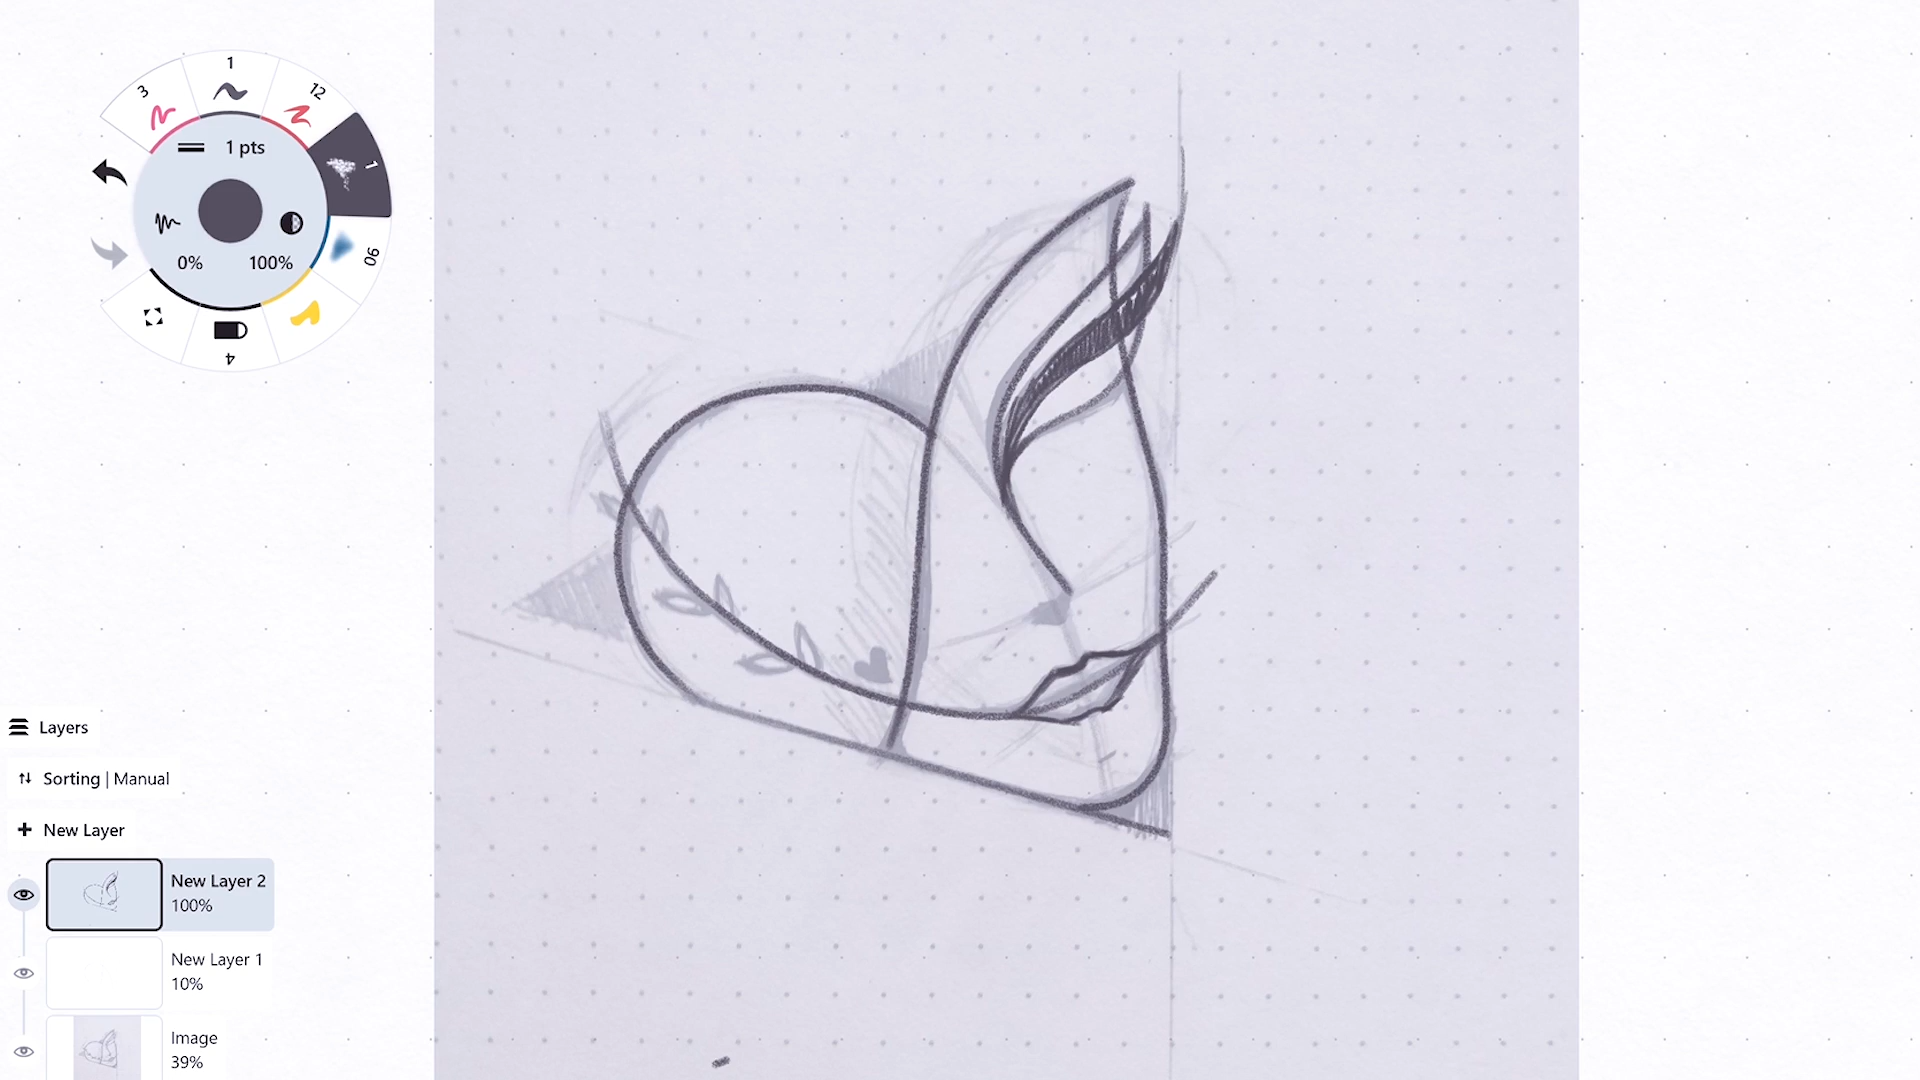 3
1
12
1
1 pts
90
0%
100%
4
Layers
Sorting | Manual
New Layer
New Layer 2
100%
New Layer 1
10%
Image
39%